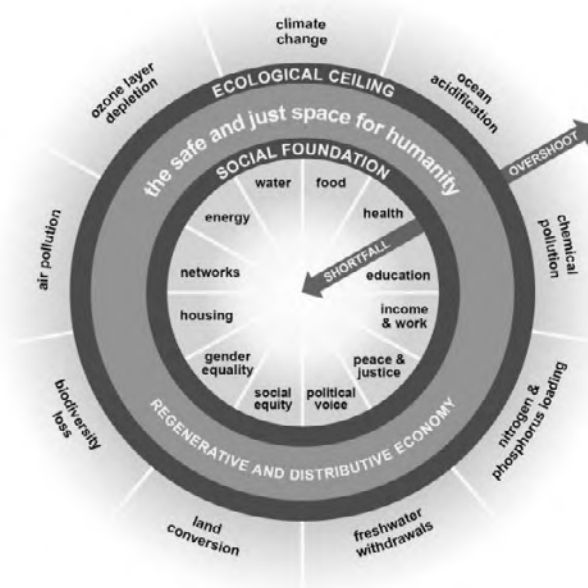 climate
change
ocean
acidification
chemical
pollution
nitrogen &
phosphorus loading
freshwater
withdrawals
land
conversion
biodiversity
loss
air pollution
ozone layer
depletion
OVERSHOOT
ECOLOGICAL CEILING
the safe and just space for humanity
SOCIAL FOUNDATION
water
food
health
SHORTFALL
education
income
& work
peace &
justice
political
voice
social
equity
gender
equality
housing
networks
energy
REGENERATIVE AND DISTRIBUTIVE ECONOMY